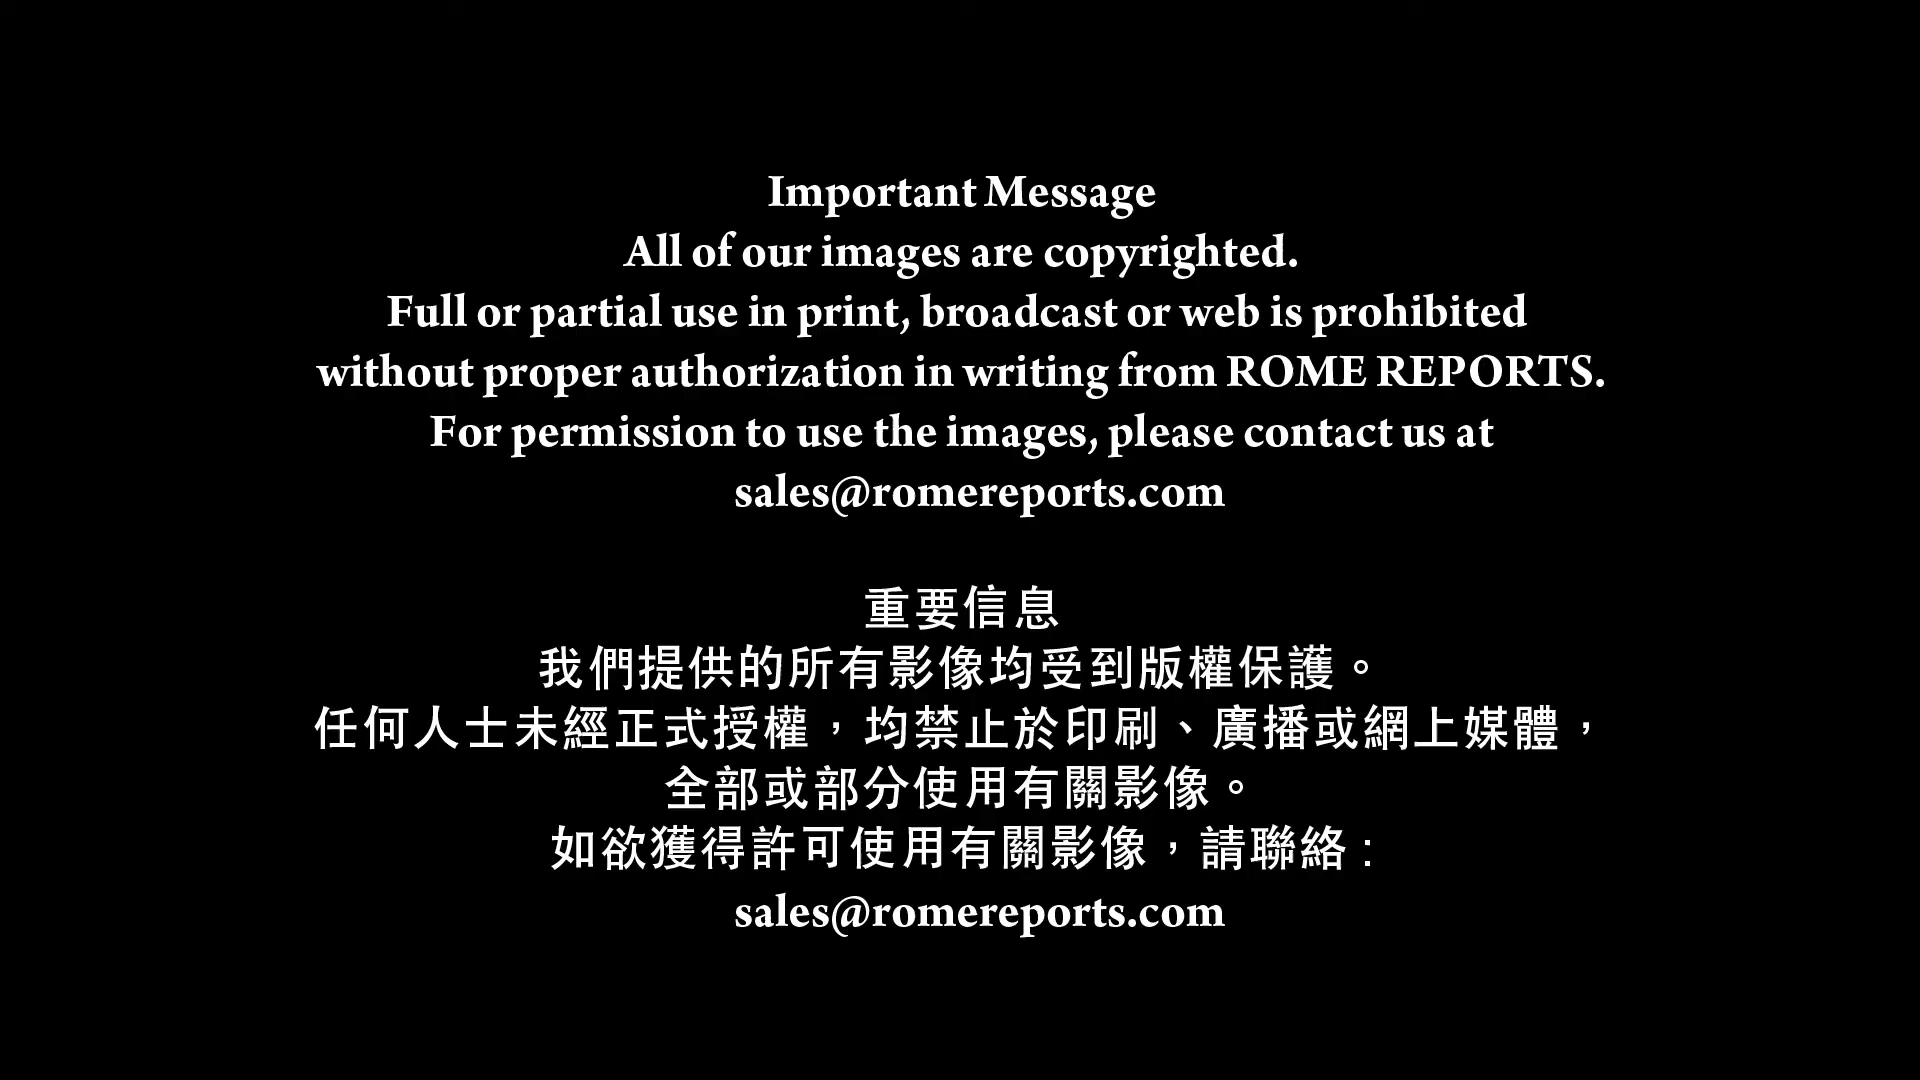 Important Message
All of our images are copyrighted.
Full or partial use in print, broadcast or web is prohibited
without proper authorization in writing from ROME REPORTS.
For permission to use the images, please contact us at
sales@romereports.com
重要信息
我們提供的所有影像均受到版權保護。
任何人士未經正式授權，均禁止於印刷、廣播或網上媒體，
全部或部分使用有關影像。
如欲獲得許可使用有關影像，請聯絡：
sales@romereports.com